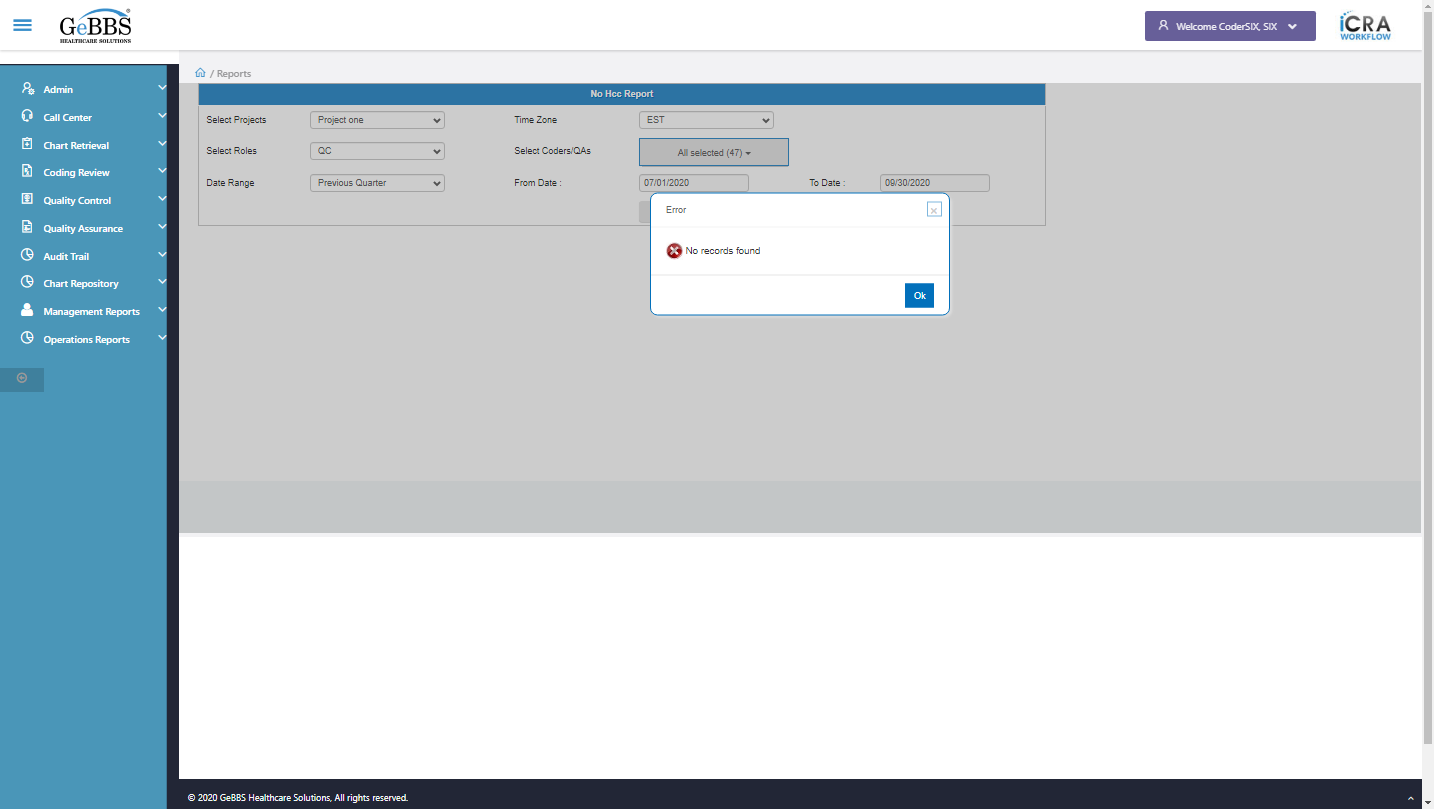 GeBBS®
HEALTHCARE SOLUTIONS
Welcome CoderSIX, SIX
iCRA
WORKFLOW
/ Reports
Admin
Call Center
Chart Retrieval
Coding Review
Quality Control
Quality Assurance
Audit Trail
Chart Repository
Management Reports
Operations Reports
No Hcc Report
Select Projects Project one Time Zone EST
Select Roles QC Select Coders/QAs All selected (47)
Date Range Previous Quarter From Date : 07/01/2020 To Date : 09/30/2020
Error
No records found
Ok
© 2020 GeBBS Healthcare Solutions, All rights reserved.